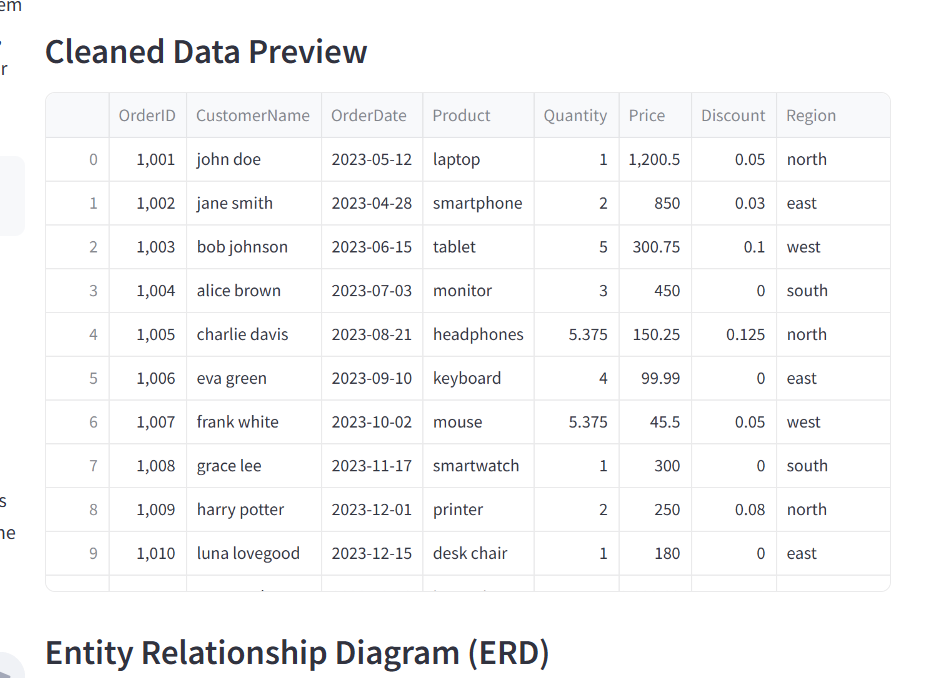 em
r
s
ne
Cleaned Data Preview
OrderID CustomerName OrderDate Product Quantity Price Discount Region
0 1,001 john doe 2023-05-12 laptop 1 1,200.5 0.05 north
1 1,002 jane smith 2023-04-28 smartphone 2 850 0.03 east
2 1,003 bob johnson 2023-06-15 tablet 5 300.75 0.1 west
3 1,004 alice brown 2023-07-03 monitor 3 450 0 south
4 1,005 charlie davis 2023-08-21 headphones 5.375 150.25 0.125 north
5 1,006 eva green 2023-09-10 keyboard 4 99.99 0 east
6 1,007 frank white 2023-10-02 mouse 5.375 45.5 0.05 west
7 1,008 grace lee 2023-11-17 smartwatch 1 300 0 south
8 1,009 harry potter 2023-12-01 printer 2 250 0.08 north
9 1,010 luna lovegood 2023-12-15 desk chair 1 180 0 east
Entity Relationship Diagram (ERD)